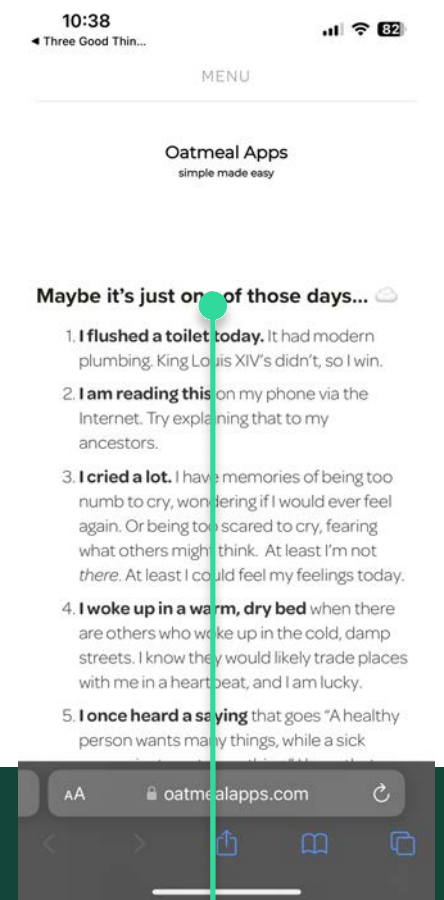 10:38
82
◀ Three Good Thin...
MENU
Oatmeal Apps
simple made easy
Maybe it's just one of those days... ☁️
1. I flushed a toilet today. It had modern
plumbing. King Louis XIV's didn't, so I win.
2. I am reading this on my phone via the
Internet. Try explaining that to my
ancestors.
3. I cried a lot. I have memories of being too
numb to cry, wondering if I would ever feel
again. Or being too scared to cry, fearing
what others might think. At least I'm not
there. At least I could feel my feelings today.
4. I woke up in a warm, dry bed when there
are others who woke up in the cold, damp
streets. I know they would likely trade places
with me in a heartbeat, and I am lucky.
5. I once heard a saying that goes “A healthy
person wants many things, while a sick
AA oatmealapps.com